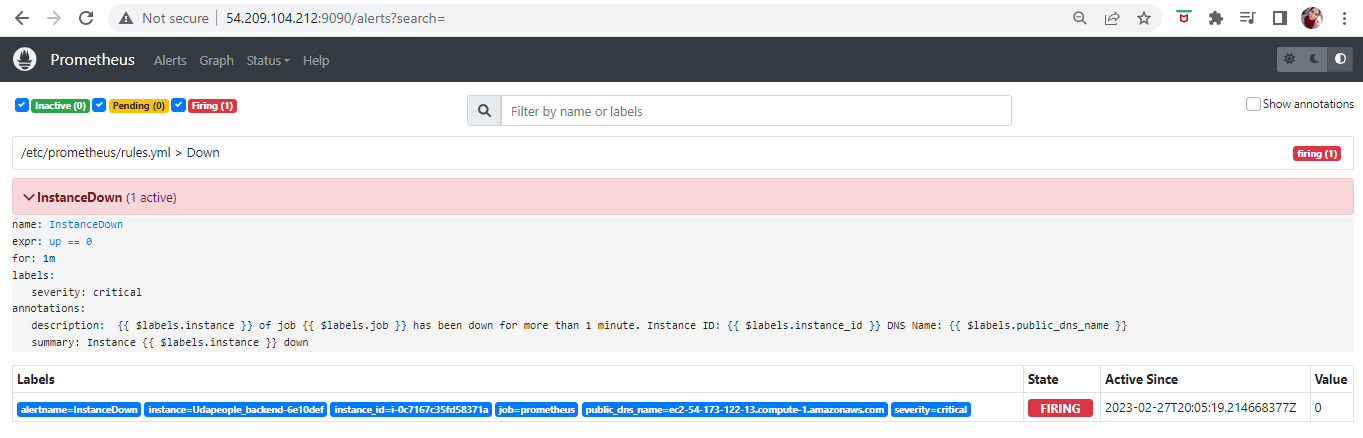 Not secure 54.209.104.212:9090/alerts?search=
Prometheus Alerts Graph Status Help
Inactive (0) Pending (0) Firing (1) Filter by name or labels Show annotations
/etc/prometheus/rules.yml > Down firing (1)
InstanceDown (1 active)
name: InstanceDown
expr: up == 0
for: 1m
labels:
severity: critical
annotations:
description: {{ $labels.instance }} of job {{ $labels.job }} has been down for more than 1 minute. Instance ID: {{ $labels.instance_id }} DNS Name: {{ $labels.public_dns_name }}
summary: Instance {{ $labels.instance }} down
Labels State Active Since Value
alertname=InstanceDown instance=Udapeople_backend-6e10def instance_id=i-0c7167c35fd58371a job=prometheus public_dns_name=ec2-54-173-122-13.compute-1.amazonaws.com severity=critical FIRING 2023-02-27T20:05:19.214668377Z 0